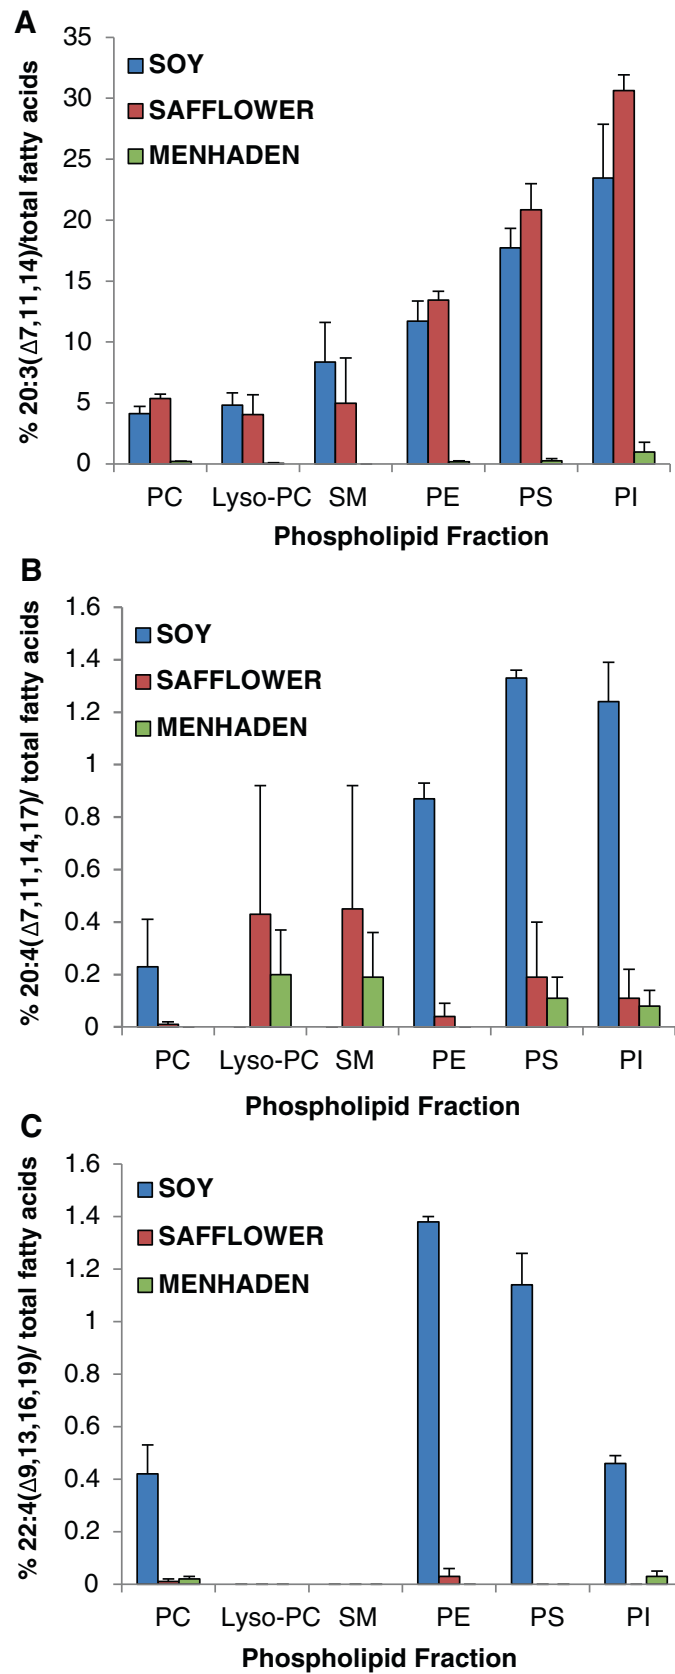 A
% 20:3(Δ7,11,14)/total fatty acids
35
30
25
20
15
10
5
0
SOY
SAFFLOWER
MENHADEN
PC Lyso-PC SM PE PS PI
Phospholipid Fraction
B
% 20:4(Δ7,11,14,17)/ total fatty acids
1.6
1.4
1.2
1
0.8
0.6
0.4
0.2
0
SOY
SAFFLOWER
MENHADEN
PC Lyso-PC SM PE PS PI
Phospholipid Fraction
C
% 22:4(Δ9,13,16,19)/ total fatty acids
1.6
1.4
1.2
1
0.8
0.6
0.4
0.2
0
SOY
SAFFLOWER
MENHADEN
PC Lyso-PC SM PE PS PI
Phospholipid Fraction